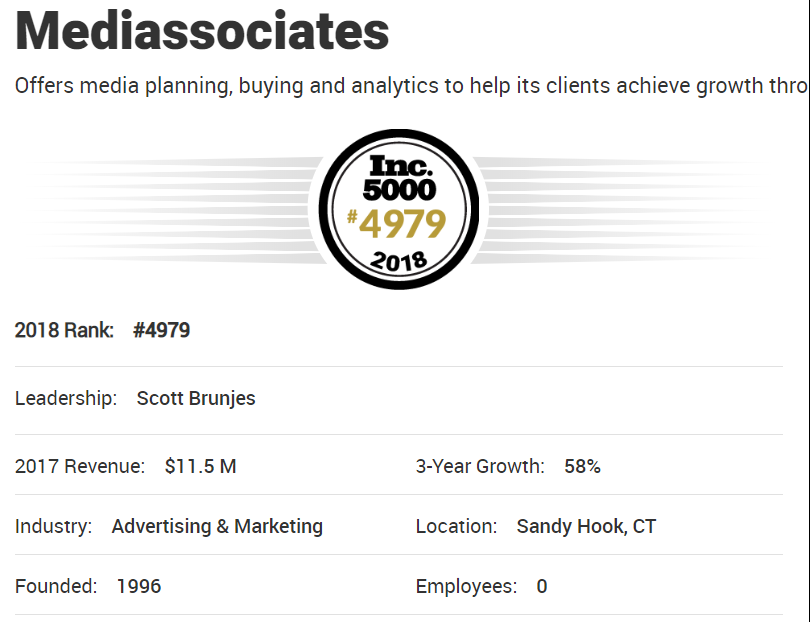 Mediassociates
Offers media planning, buying and analytics to help its clients achieve growth thro
Inc.
5000
#4979
2018
2018 Rank: #4979
Leadership: Scott Brunjes
2017 Revenue: $11.5 M 3-Year Growth: 58%
Industry: Advertising & Marketing Location: Sandy Hook, CT
Founded: 1996 Employees: 0